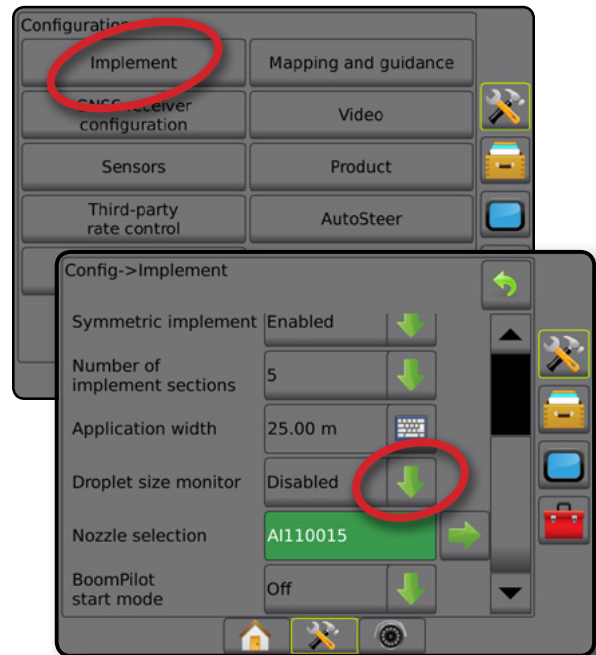 Configuration
Implement
Mapping and guidance
GNSS receiver
configuration
Video
Sensors
Product
Third-party
rate control
AutoSteer
Config->Implement
Symmetric implement Enabled
Number of
implement sections
5
Application width 25.00 m
Droplet size monitor Disabled
Nozzle selection AI110015
BoomPilot
start mode
Off